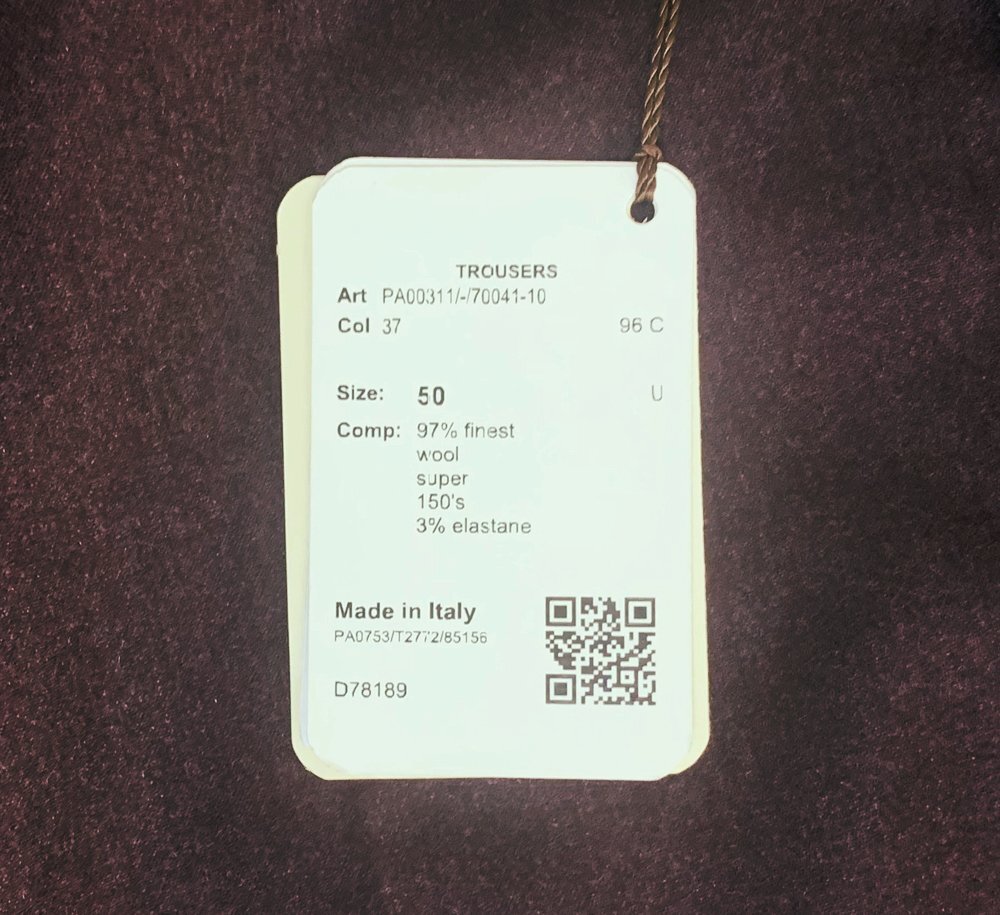 TROUSERS
Art PA00311/-/70041-10
Col 37 96 C
Size: 50 U
Comp: 97% finest
wool
super
150's
3% elastane
Made in Italy
PA0753/T2772/85156
D78189